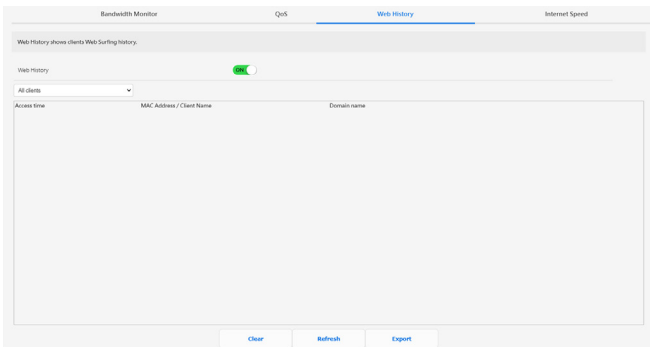 Bandwidth Monitor QoS Web History Internet Speed
Web History shows clients Web Surfing history.
Web History ON
All clients
Access time MAC Address / Client Name Domain name
Clear Refresh Export